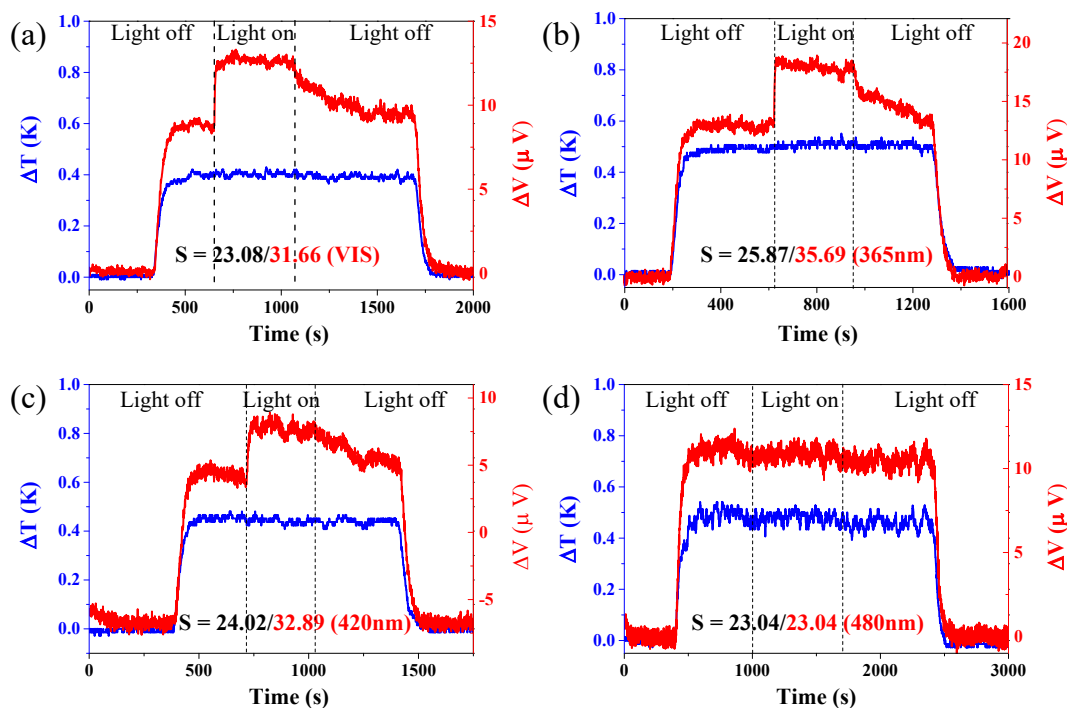 (a)
Light off Light on Light off
1.0 0.8 0.6 0.4 0.2 0.0
ΔT (K)
15 10 5 0
ΔV (μ V)
S = 23.08/31.66 (VIS)
0 500 1000 1500 2000
Time (s)
(b)
Light off Light on Light off
1.0 0.8 0.6 0.4 0.2 0.0
ΔT (K)
20 15 10 5 0
ΔV (μ V)
S = 25.87/35.69 (365nm)
0 400 800 1200 1600
Time (s)
(c)
Light off Light on Light off
1.0 0.8 0.6 0.4 0.2 0.0
ΔT (K)
10 5 0 -5
ΔV (μ V)
S = 24.02/32.89 (420nm)
0 500 1000 1500
Time (s)
(d)
Light off Light on Light off
1.0 0.8 0.6 0.4 0.2 0.0
ΔT (K)
15 10 5 0
ΔV (μ V)
S = 23.04/23.04 (480nm)
0 1000 2000 3000
Time (s)